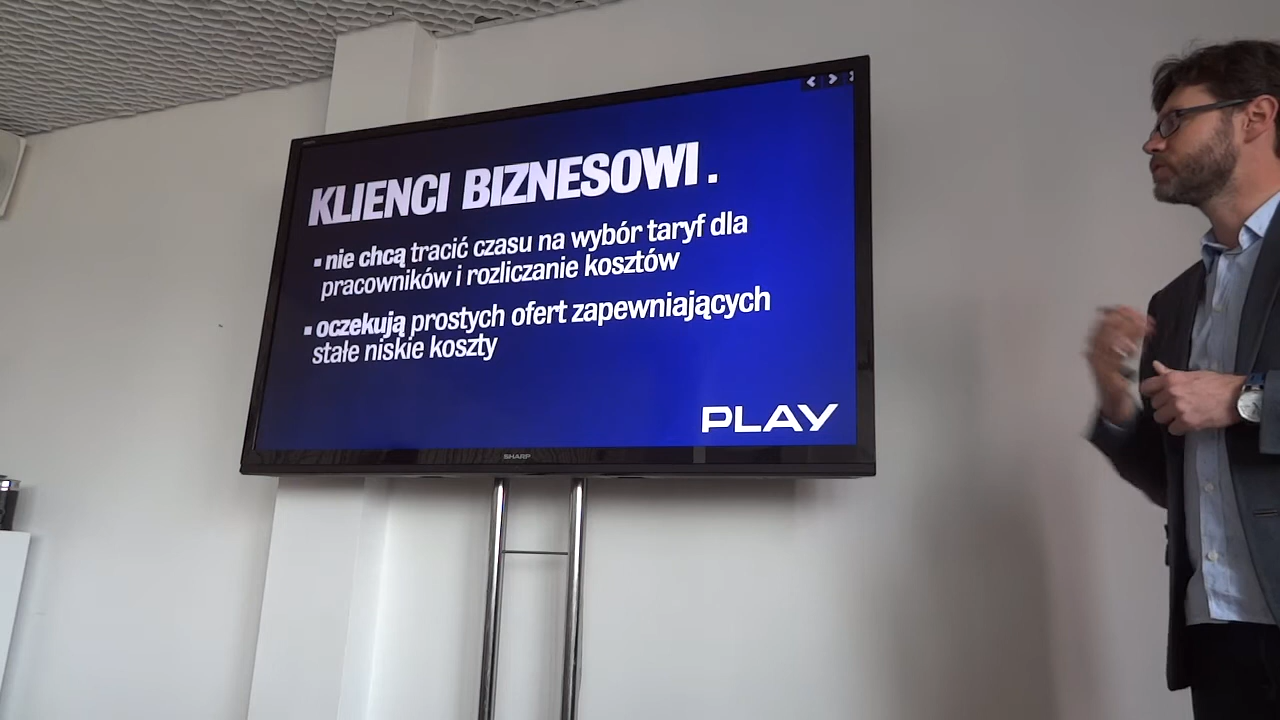 KLIENCI BIZNESOWI.
▪ nie chcą tracić czasu na wybór taryf dla
pracowników i rozliczanie kosztów
▪ oczekują prostych ofert zapewniających
stałe niskie koszty
PLAY
SHARP